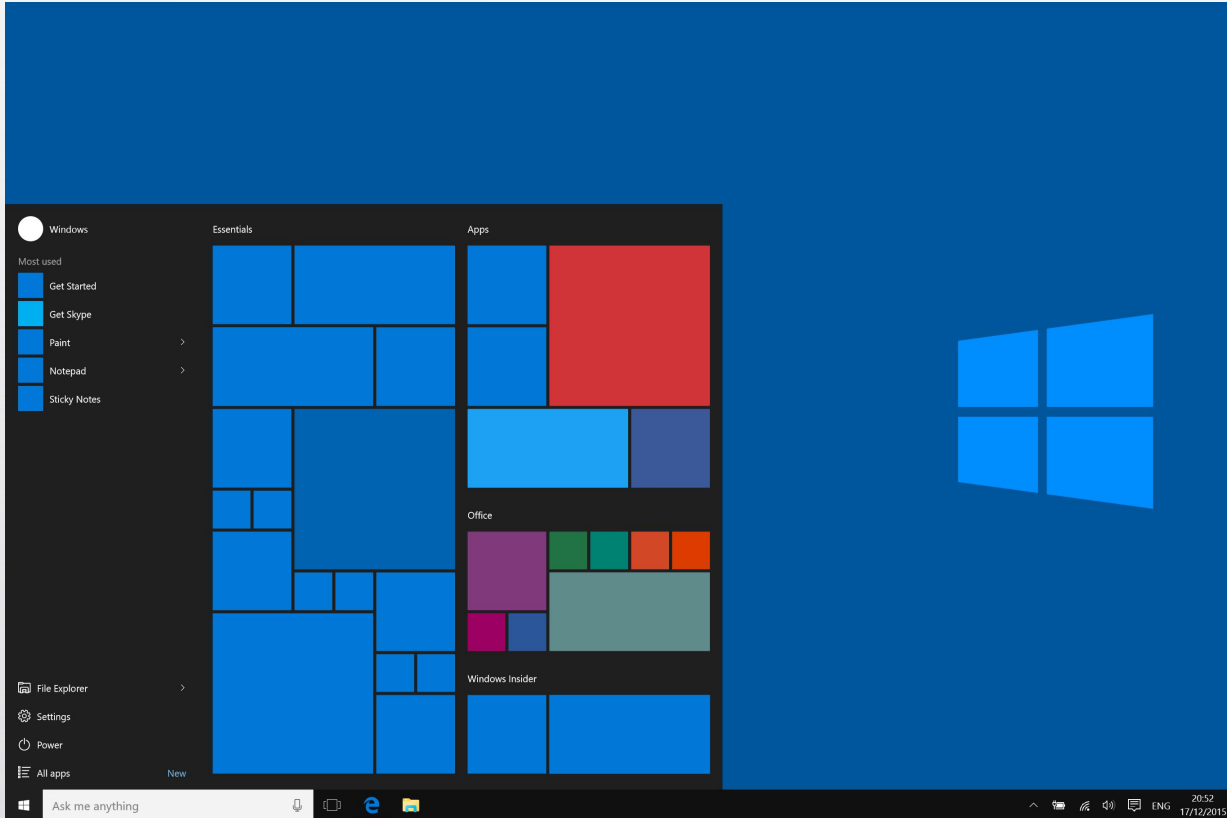 Windows
Most used
Get Started
Get Skype
Paint
Notepad
Sticky Notes
File Explorer
Settings
Power
All apps New
Essentials
Apps
Office
Windows Insider
Ask me anything
ENG
20:52
17/12/2015